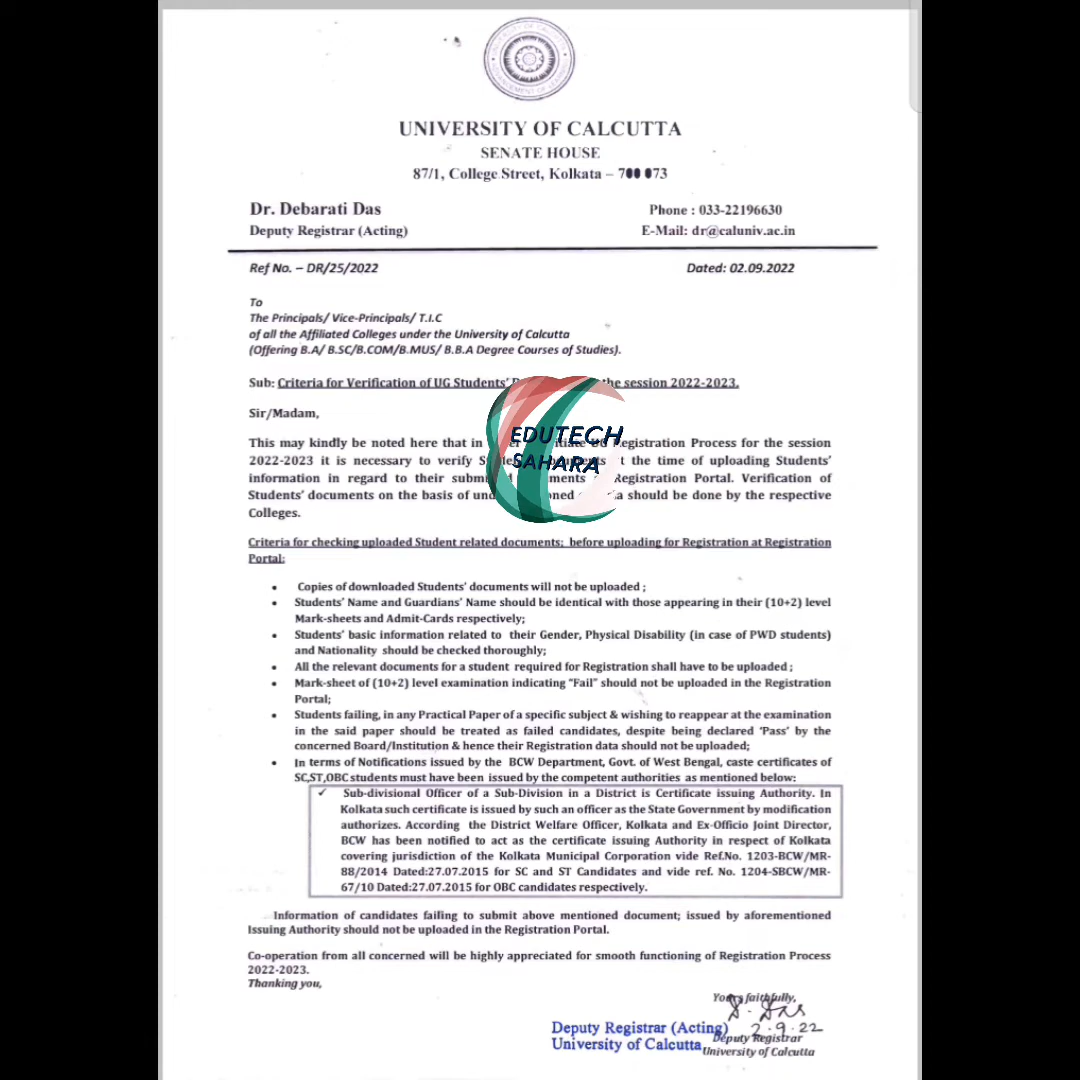 UNIVERSITY OF CALCUTTA
SENATE HOUSE
87/1, College Street, Kolkata – 700 073
Dr. Debarati Das
Phone : 033-22196630
Deputy Registrar (Acting)
E-Mail: dr@caluniv.ac.in
Ref No. – DR/25/2022
Dated: 02.09.2022
To
The Principals/ Vice-Principals/ T.I.C
of all the Affiliated Colleges under the University of Calcutta
(Offering B.A/ B.SC/B.COM/B.MUS/ B.B.A Degree Courses of Studies).
Sub: Criteria for Verification of UG Students' the session 2022-2023.
Sir/Madam,
This may kindly be noted here that in UG Registration Process for the session
2022-2023 it is necessary to verify at the time of uploading Students'
information in regard to their Registration Portal. Verification of
Students' documents on the basis of should be done by the respective
Colleges.
EDUTECH
SAHARA
Criteria for checking uploaded Student related documents; before uploading for Registration at Registration
Portal:
• Copies of downloaded Students' documents will not be uploaded ;
• Students' Name and Guardians' Name should be identical with those appearing in their (10+2) level
Mark-sheets and Admit-Cards respectively;
• Students' basic information related to their Gender, Physical Disability (in case of PWD students)
and Nationality should be checked thoroughly;
• All the relevant documents for a student required for Registration shall have to be uploaded ;
• Mark-sheet of (10+2) level examination indicating "Fail" should not be uploaded in the Registration
Portal;
• Students failing, in any Practical Paper of a specific subject & wishing to reappear at the examination
in the said paper should be treated as failed candidates, despite being declared 'Pass' by the
concerned Board/Institution & hence their Registration data should not be uploaded;
• In terms of Notifications issued by the BCW Department, Govt. of West Bengal, caste certificates of
SC,ST,OBC students must have been issued by the competent authorities as mentioned below:
✓ Sub-divisional Officer of a Sub-Division in a District is Certificate issuing Authority. In
Kolkata such certificate is issued by such an officer as the State Government by modification
authorizes. According the District Welfare Officer, Kolkata and Ex-Officio Joint Director,
BCW has been notified to act as the certificate issuing Authority in respect of Kolkata
covering jurisdiction of the Kolkata Municipal Corporation vide Ref.No. 1203-BCW/MR-
88/2014 Dated:27.07.2015 for SC and ST Candidates and vide ref. No. 1204-SBCW/MR-
67/10 Dated:27.07.2015 for OBC candidates respectively.
Information of candidates failing to submit above mentioned document; issued by aforementioned
Issuing Authority should not be uploaded in the Registration Portal.
Co-operation from all concerned will be highly appreciated for smooth functioning of Registration Process
2022-2023.
Thanking you,
Yours faithfully,
D. Das
2.9.22
Deputy Registrar (Acting)
University of Calcutta
Deputy Registrar
University of Calcutta